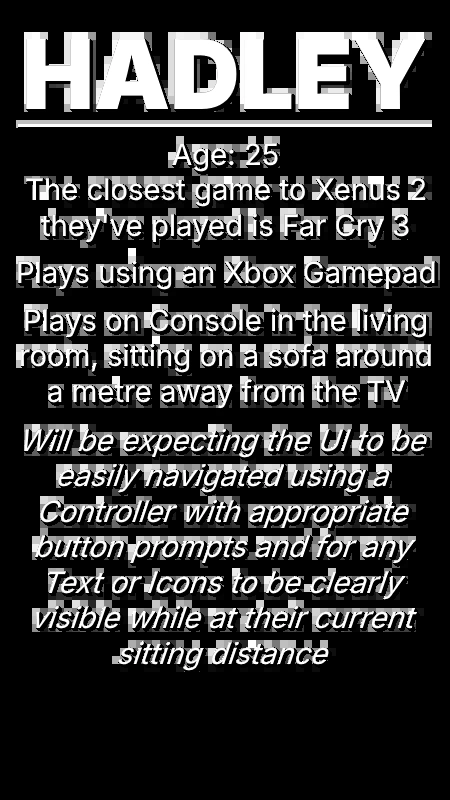 HADLEY
Age: 25
The closest game to Xenus 2
they've played is Far Cry 3
Plays using an Xbox Gamepad
Plays on Console in the living
room, sitting on a sofa around
a metre away from the TV
Will be expecting the UI to be
easily navigated using a
Controller with appropriate
button prompts and for any
Text or Icons to be clearly
visible while at their current
sitting distance